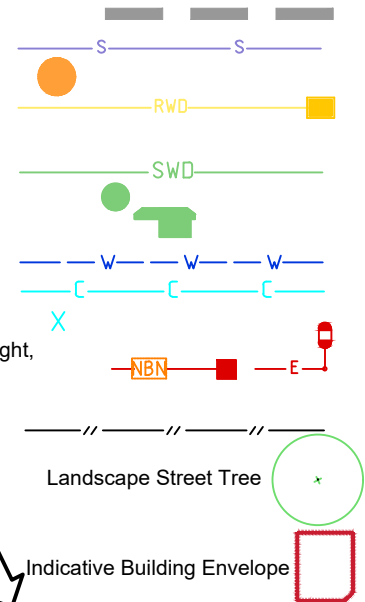 S S
RWD
SWD
W W W
C C C
X
ght,
NBN E
Landscape Street Tree
Indicative Building Envelope